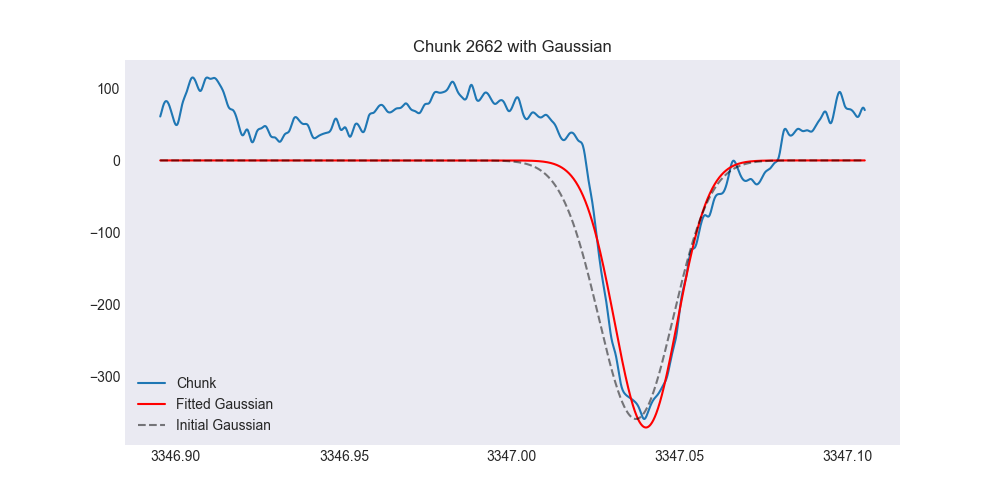 Chunk 2662 with Gaussian
100
0
−100
−200
−300
Chunk
Fitted Gaussian
Initial Gaussian
3346.90 3346.95 3347.00 3347.05 3347.10